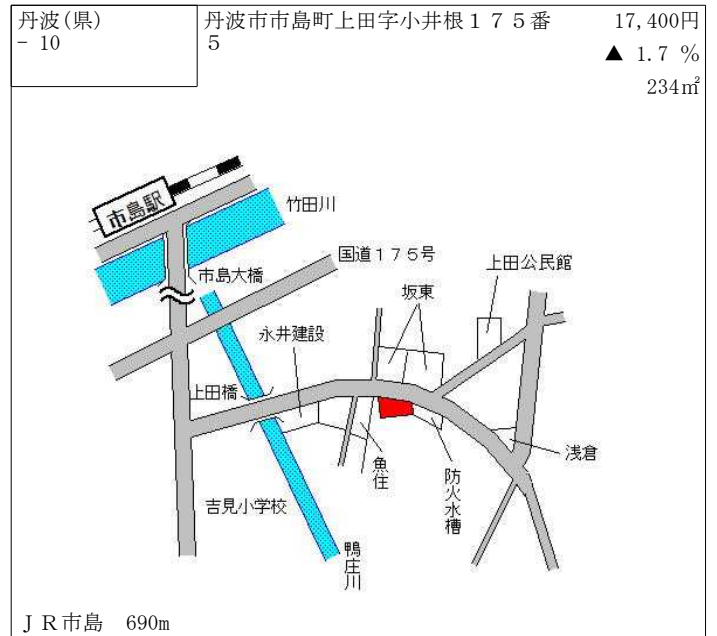 丹波(県)
- 10
丹波市市島町上田字小井根１７５番
5
17,400円
▲ 1.7 %
234㎡
市島駅
竹田川
国道１７５号
上田公民館
市島大橋
坂東
永井建設
上田橋
浅倉
魚住
防火水槽
吉見小学校
鴨庄川
ＪＲ市島 690m